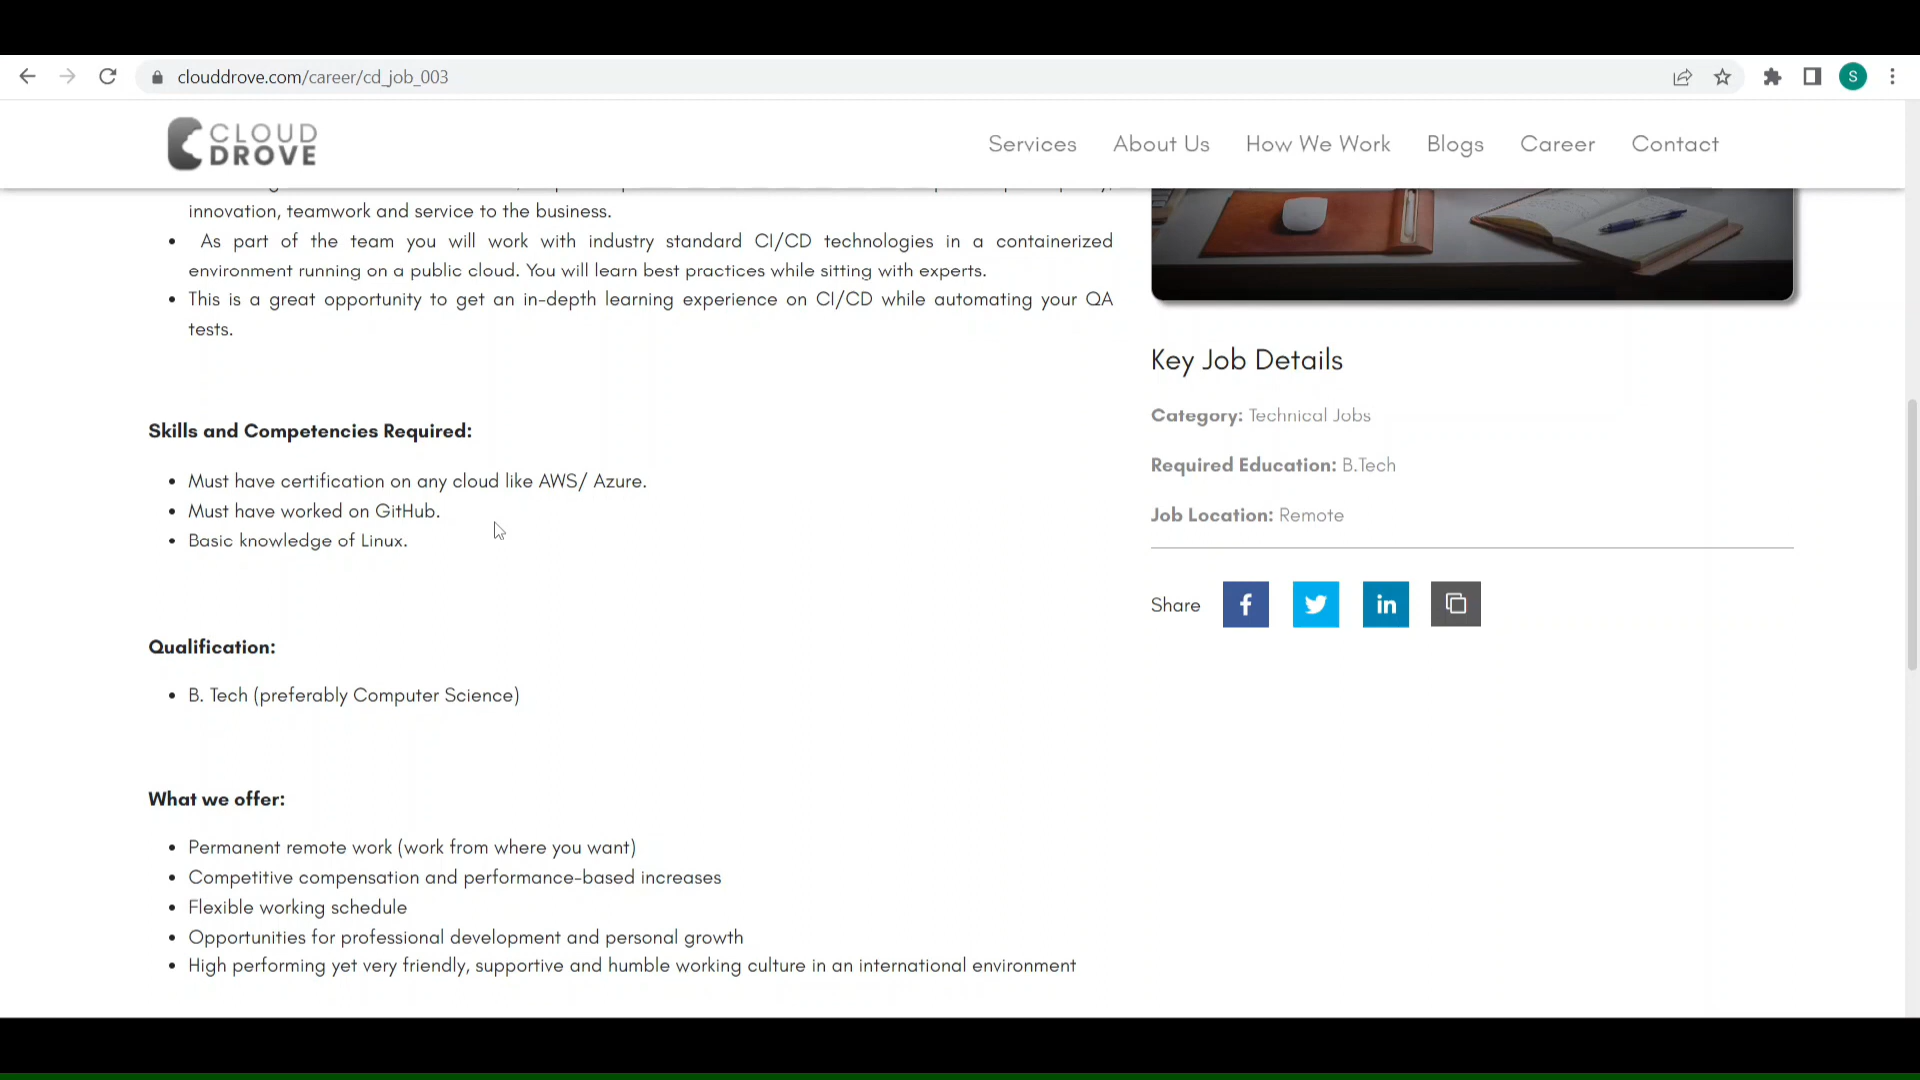 clouddrove.com/career/cd_job_003
S
CLOUD
DROVE
Services
About Us
How We Work
Blogs
Career
Contact
innovation, teamwork and service to the business.
• As part of the team you will work with industry standard CI/CD technologies in a containerized
environment running on a public cloud. You will learn best practices while sitting with experts.
• This is a great opportunity to get an in-depth learning experience on CI/CD while automating your QA
tests.
Skills and Competencies Required:
• Must have certification on any cloud like AWS/ Azure.
• Must have worked on GitHub.
• Basic knowledge of Linux.
Qualification:
• B. Tech (preferably Computer Science)
What we offer:
• Permanent remote work (work from where you want)
• Competitive compensation and performance-based increases
• Flexible working schedule
• Opportunities for professional development and personal growth
• High performing yet very friendly, supportive and humble working culture in an international environment
Key Job Details
Category: Technical Jobs
Required Education: B.Tech
Job Location: Remote
Share